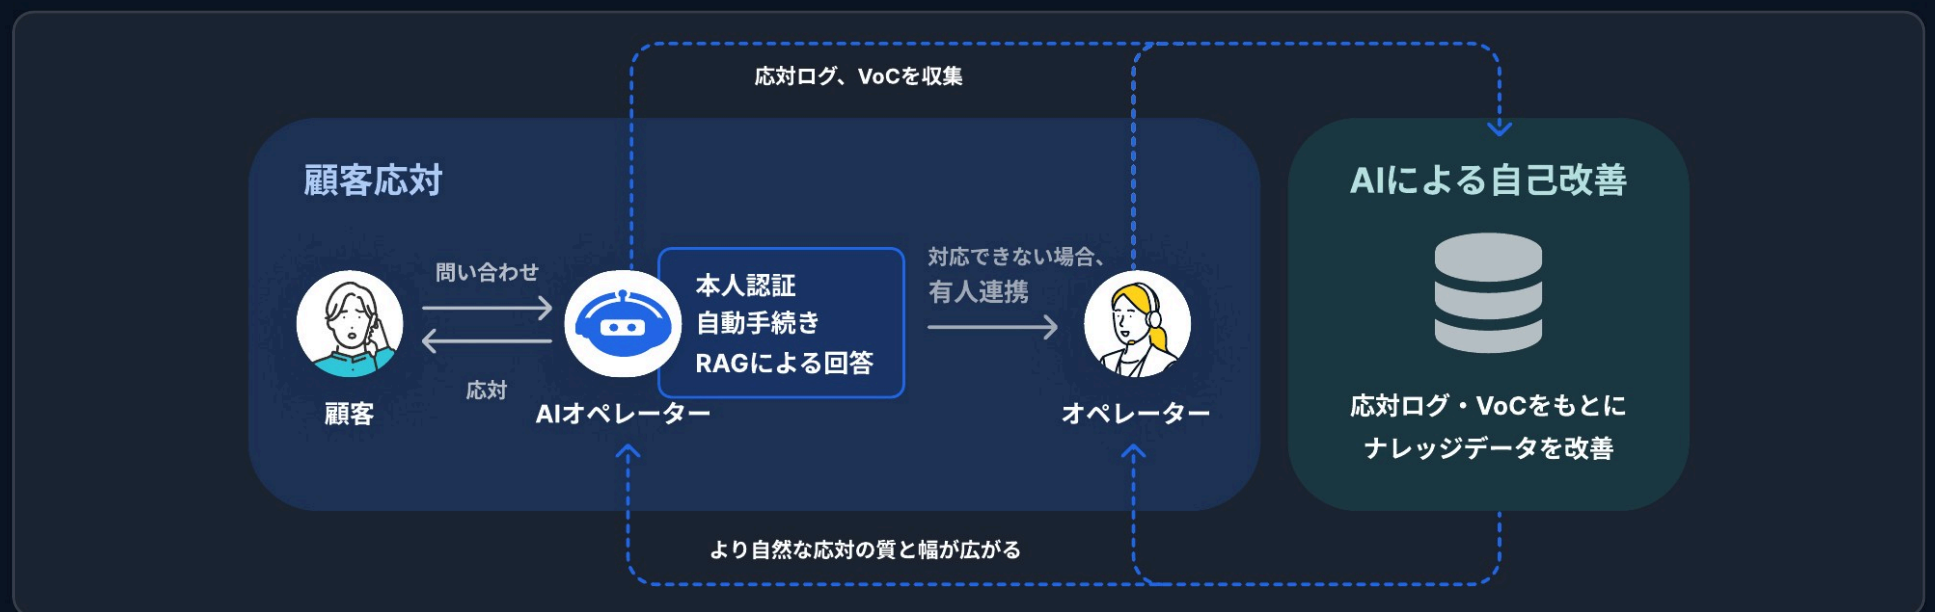 応対ログ、VoCを収集
顧客応対
AIによる自己改善
問い合わせ
応対
顧客
AIオペレーター
本人認証
自動手続き
RAGによる回答
対応できない場合、
有人連携
オペレーター
応対ログ・VoCをもとに
ナレッジデータを改善
より自然な応対の質と幅が広がる